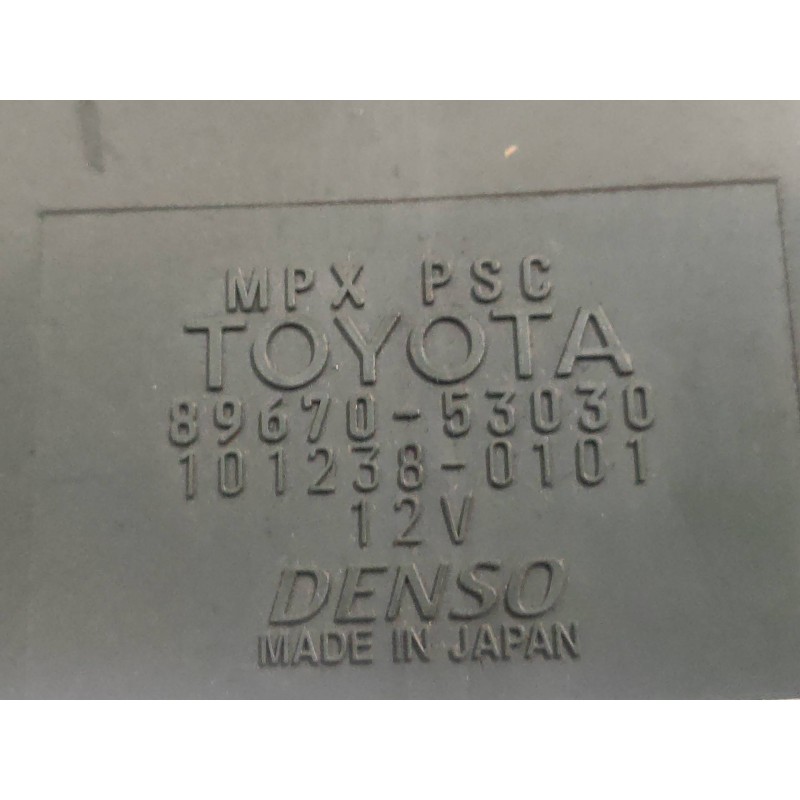 MPX PSC
TOYOTA
89670-53030
101238-0101
12V
DENSO
MADE IN JAPAN